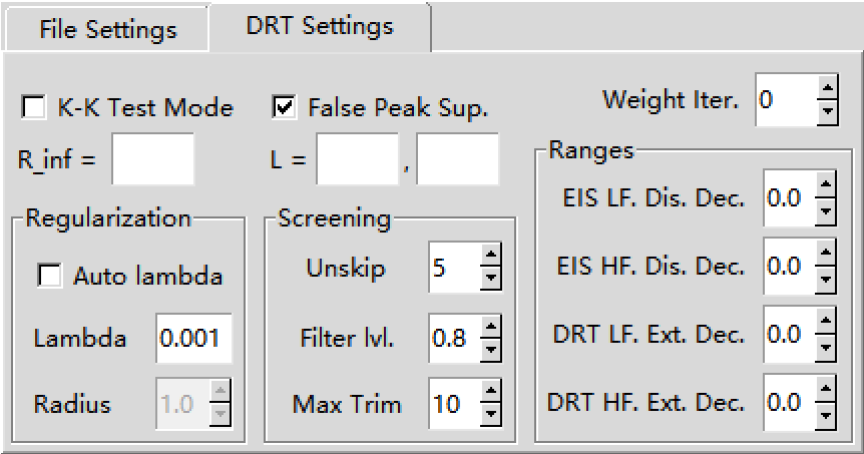 File Settings
DRT Settings
K-K Test Mode
False Peak Sup.
Weight Iter. 0
R_inf =
L = ,
Regularization
Auto lambda
Lambda 0.001
Radius 1.0
Screening
Unskip 5
Filter lvl. 0.8
Max Trim 10
Ranges
EIS LF. Dis. Dec. 0.0
EIS HF. Dis. Dec. 0.0
DRT LF. Ext. Dec. 0.0
DRT HF. Ext. Dec. 0.0